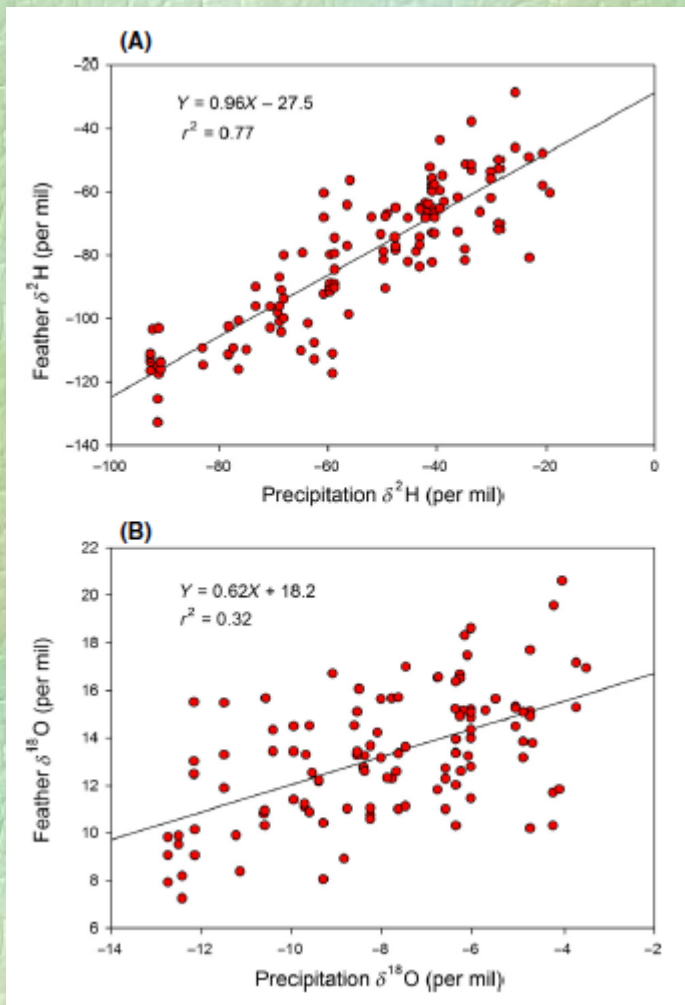 (A)
Y = 0.96X – 27.5
r² = 0.77
–20
–40
–60
–80
–100
–120
–140
Feather δ²H (per mil)
–100
–80
–60
–40
–20
0
Precipitation δ²H (per mil)
(B)
Y = 0.62X + 18.2
r² = 0.32
22
20
18
16
14
12
10
8
6
Feather δ¹⁸O (per mil)
–14
–12
–10
–8
–6
–4
–2
Precipitation δ¹⁸O (per mil)